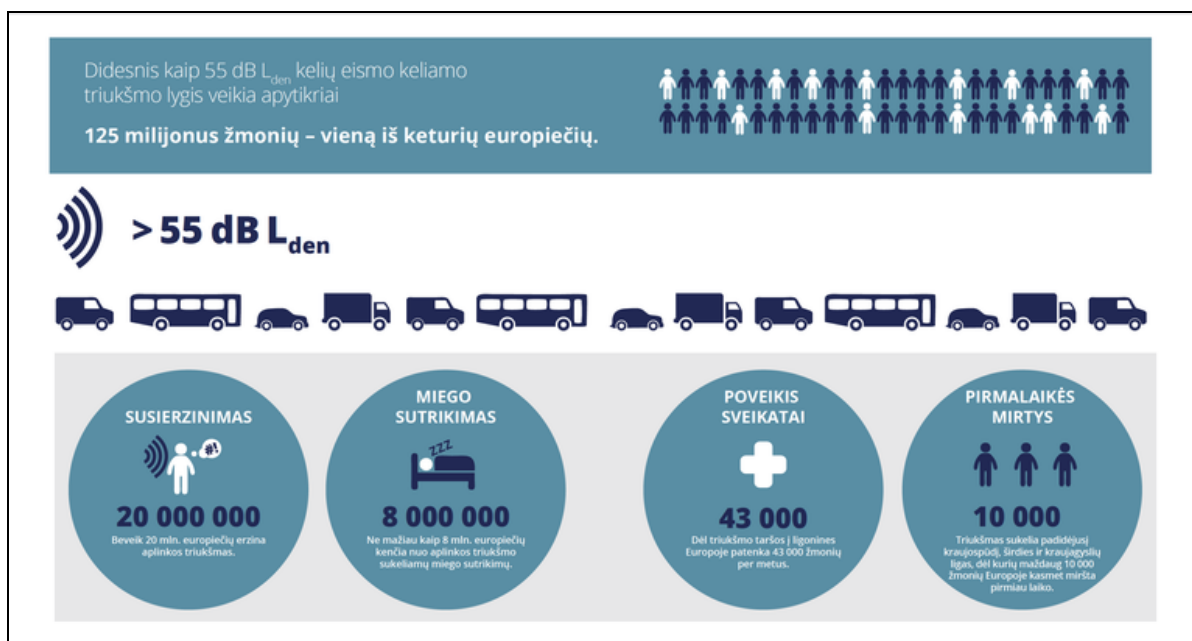 Didesnis kaip 55 dB Lden kelių eismo keliamo
triukšmo lygis veikia apytikriai
125 milijonus žmonių – vieną iš keturių europiečių.
> 55 dB Lden
SUSIERZINIMAS
#!
20 000 000
Beveik 20 mln. europiečių erzina
aplinkos triukšmas.
MIEGO
SUTRIKIMAS
ZZZ
8 000 000
Ne mažiau kaip 8 mln. europiečių
kenčia nuo aplinkos triukšmo
sukeliamų miego sutrikimų.
POVEIKIS
SVEIKATAI
43 000
Dėl triukšmo taršos į ligonines
Europoje patenka 43 000 žmonių
per metus.
PIRMALAIKĖS
MIRTYS
10 000
Triukšmas sukelia padidėjusį
kraujospūdį, širdies ir kraujagyslių
ligas, dėl kurių maždaug 10 000
žmonių Europoje kasmet miršta
pirmiau laiko.